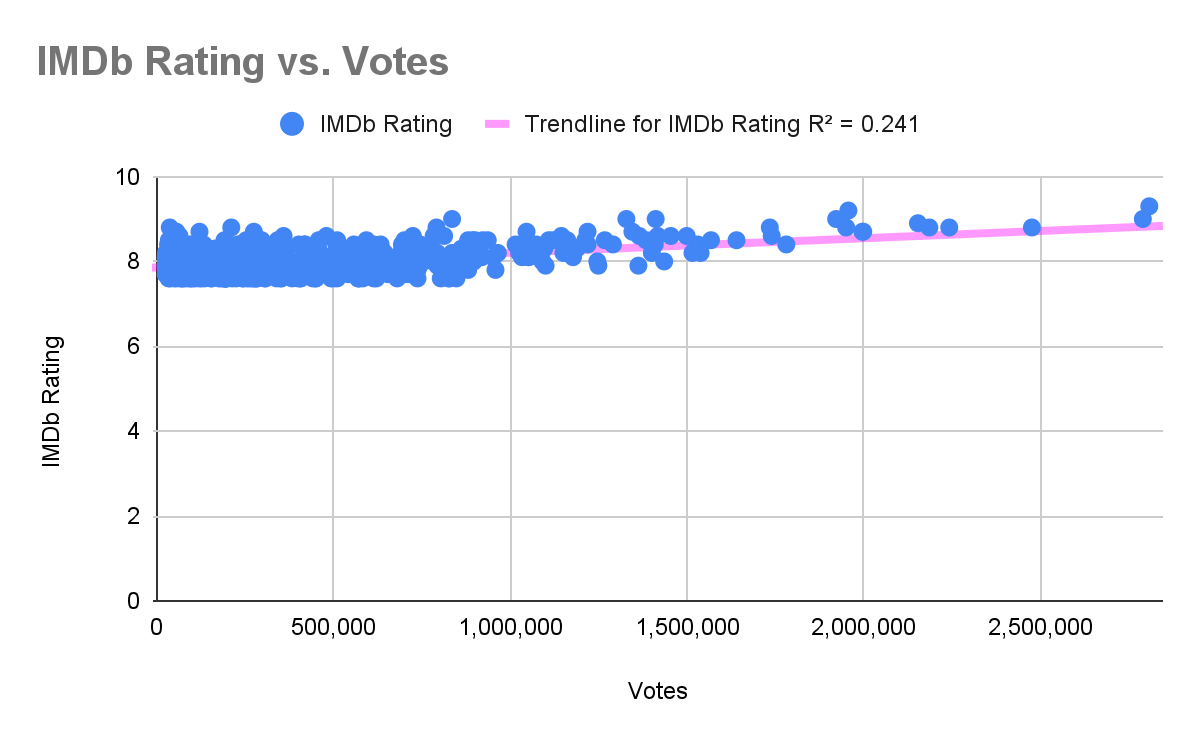 IMDb Rating vs. Votes
IMDb Rating
Trendline for IMDb Rating R² = 0.241
10
8
6
4
2
0
IMDb Rating
0
500,000
1,000,000
1,500,000
2,000,000
2,500,000
Votes